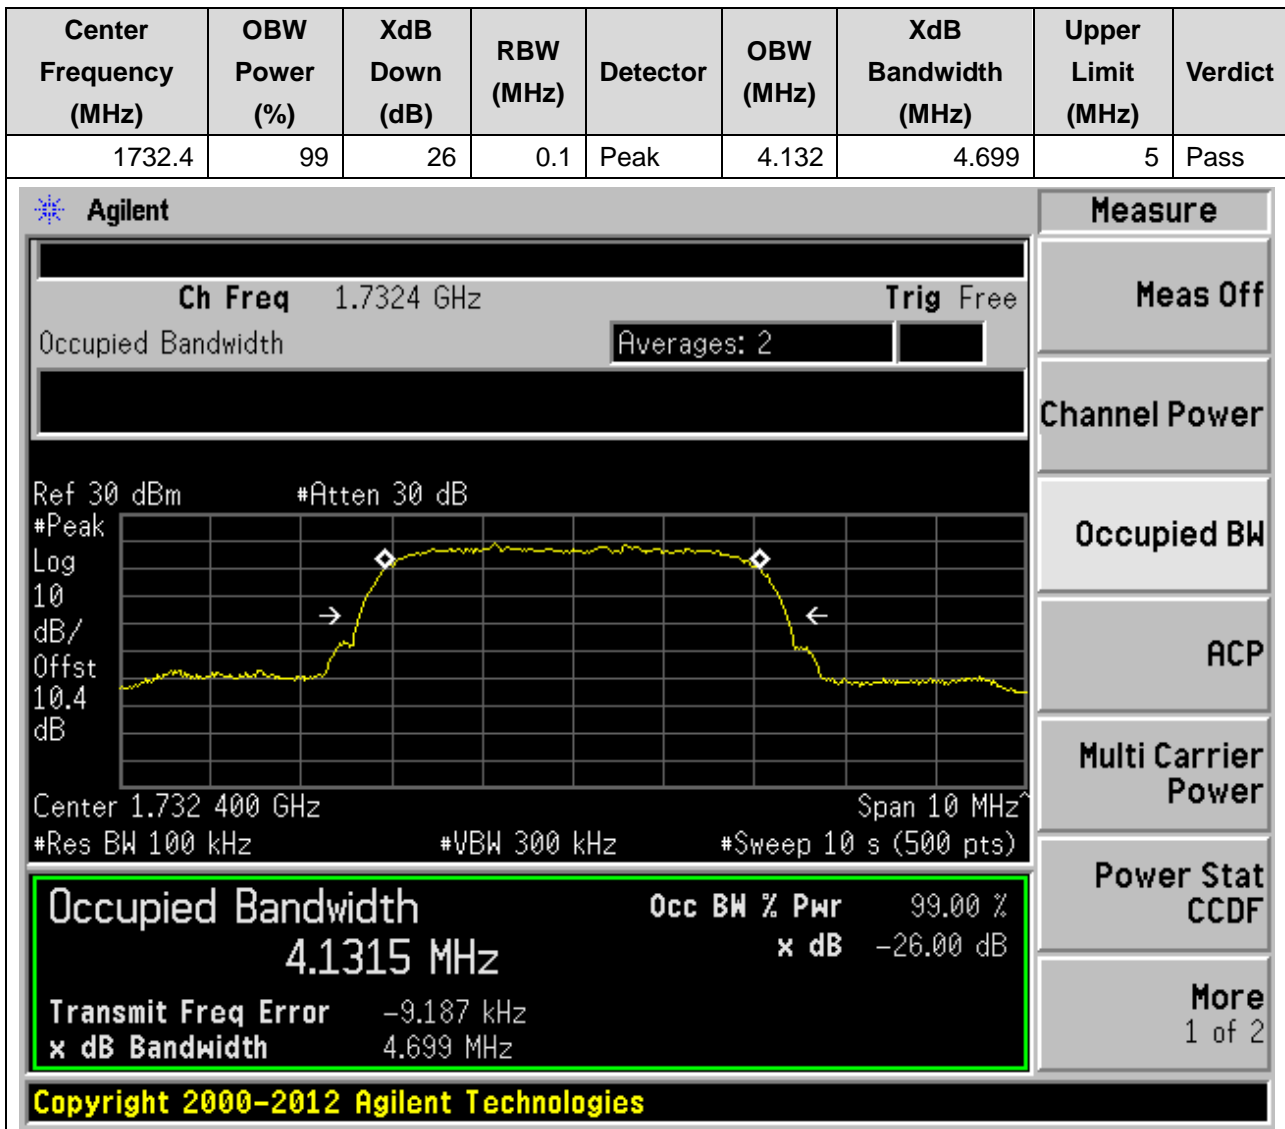 Center Frequency (MHz) OBW Power (%) XdB Down (dB) RBW (MHz) Detector OBW (MHz) XdB Bandwidth (MHz) Upper Limit (MHz) Verdict
1732.4 99 26 0.1 Peak 4.132 4.699 5 Pass
Agilent
Measure
Ch Freq 1.7324 GHz Trig Free
Meas Off
Occupied Bandwidth Averages: 2
Channel Power
Ref 30 dBm #Atten 30 dB
#Peak
Log
10
dB/
Offst
10.4
dB
Occupied BW
ACP
Multi Carrier
Power
Center 1.732 400 GHz Span 10 MHz^
#Res BW 100 kHz #VBW 300 kHz #Sweep 10 s (500 pts)
Power Stat
CCDF
Occupied Bandwidth Occ BW % Pwr 99.00 %
4.1315 MHz x dB -26.00 dB
Transmit Freq Error -9.187 kHz
x dB Bandwidth 4.699 MHz
More
1 of 2
Copyright 2000-2012 Agilent Technologies